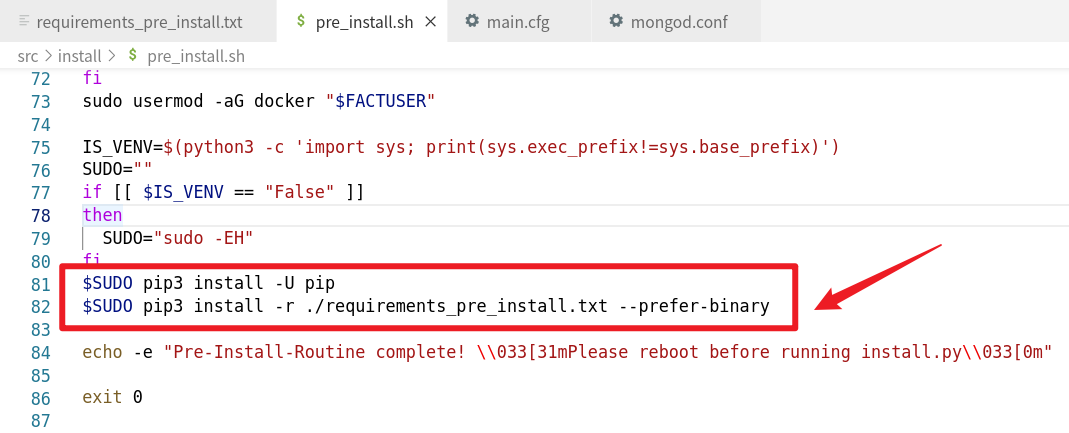 requirements_pre_install.txt
$ pre_install.sh ×
main.cfg
mongod.conf
src > install > $ pre_install.sh
72 fi
73 sudo usermod -aG docker "$FACTUSER"
74
75 IS_VENV=$(python3 -c 'import sys; print(sys.exec_prefix!=sys.base_prefix)')
76 SUDO=""
77 if [[ $IS_VENV == "False" ]]
78 then
79   SUDO="sudo -EH"
80 fi
81 $SUDO pip3 install -U pip
82 $SUDO pip3 install -r ./requirements_pre_install.txt --prefer-binary
83
84 echo -e "Pre-Install-Routine complete! \\033[31mPlease reboot before running install.py\\033[0m"
85
86 exit 0
87